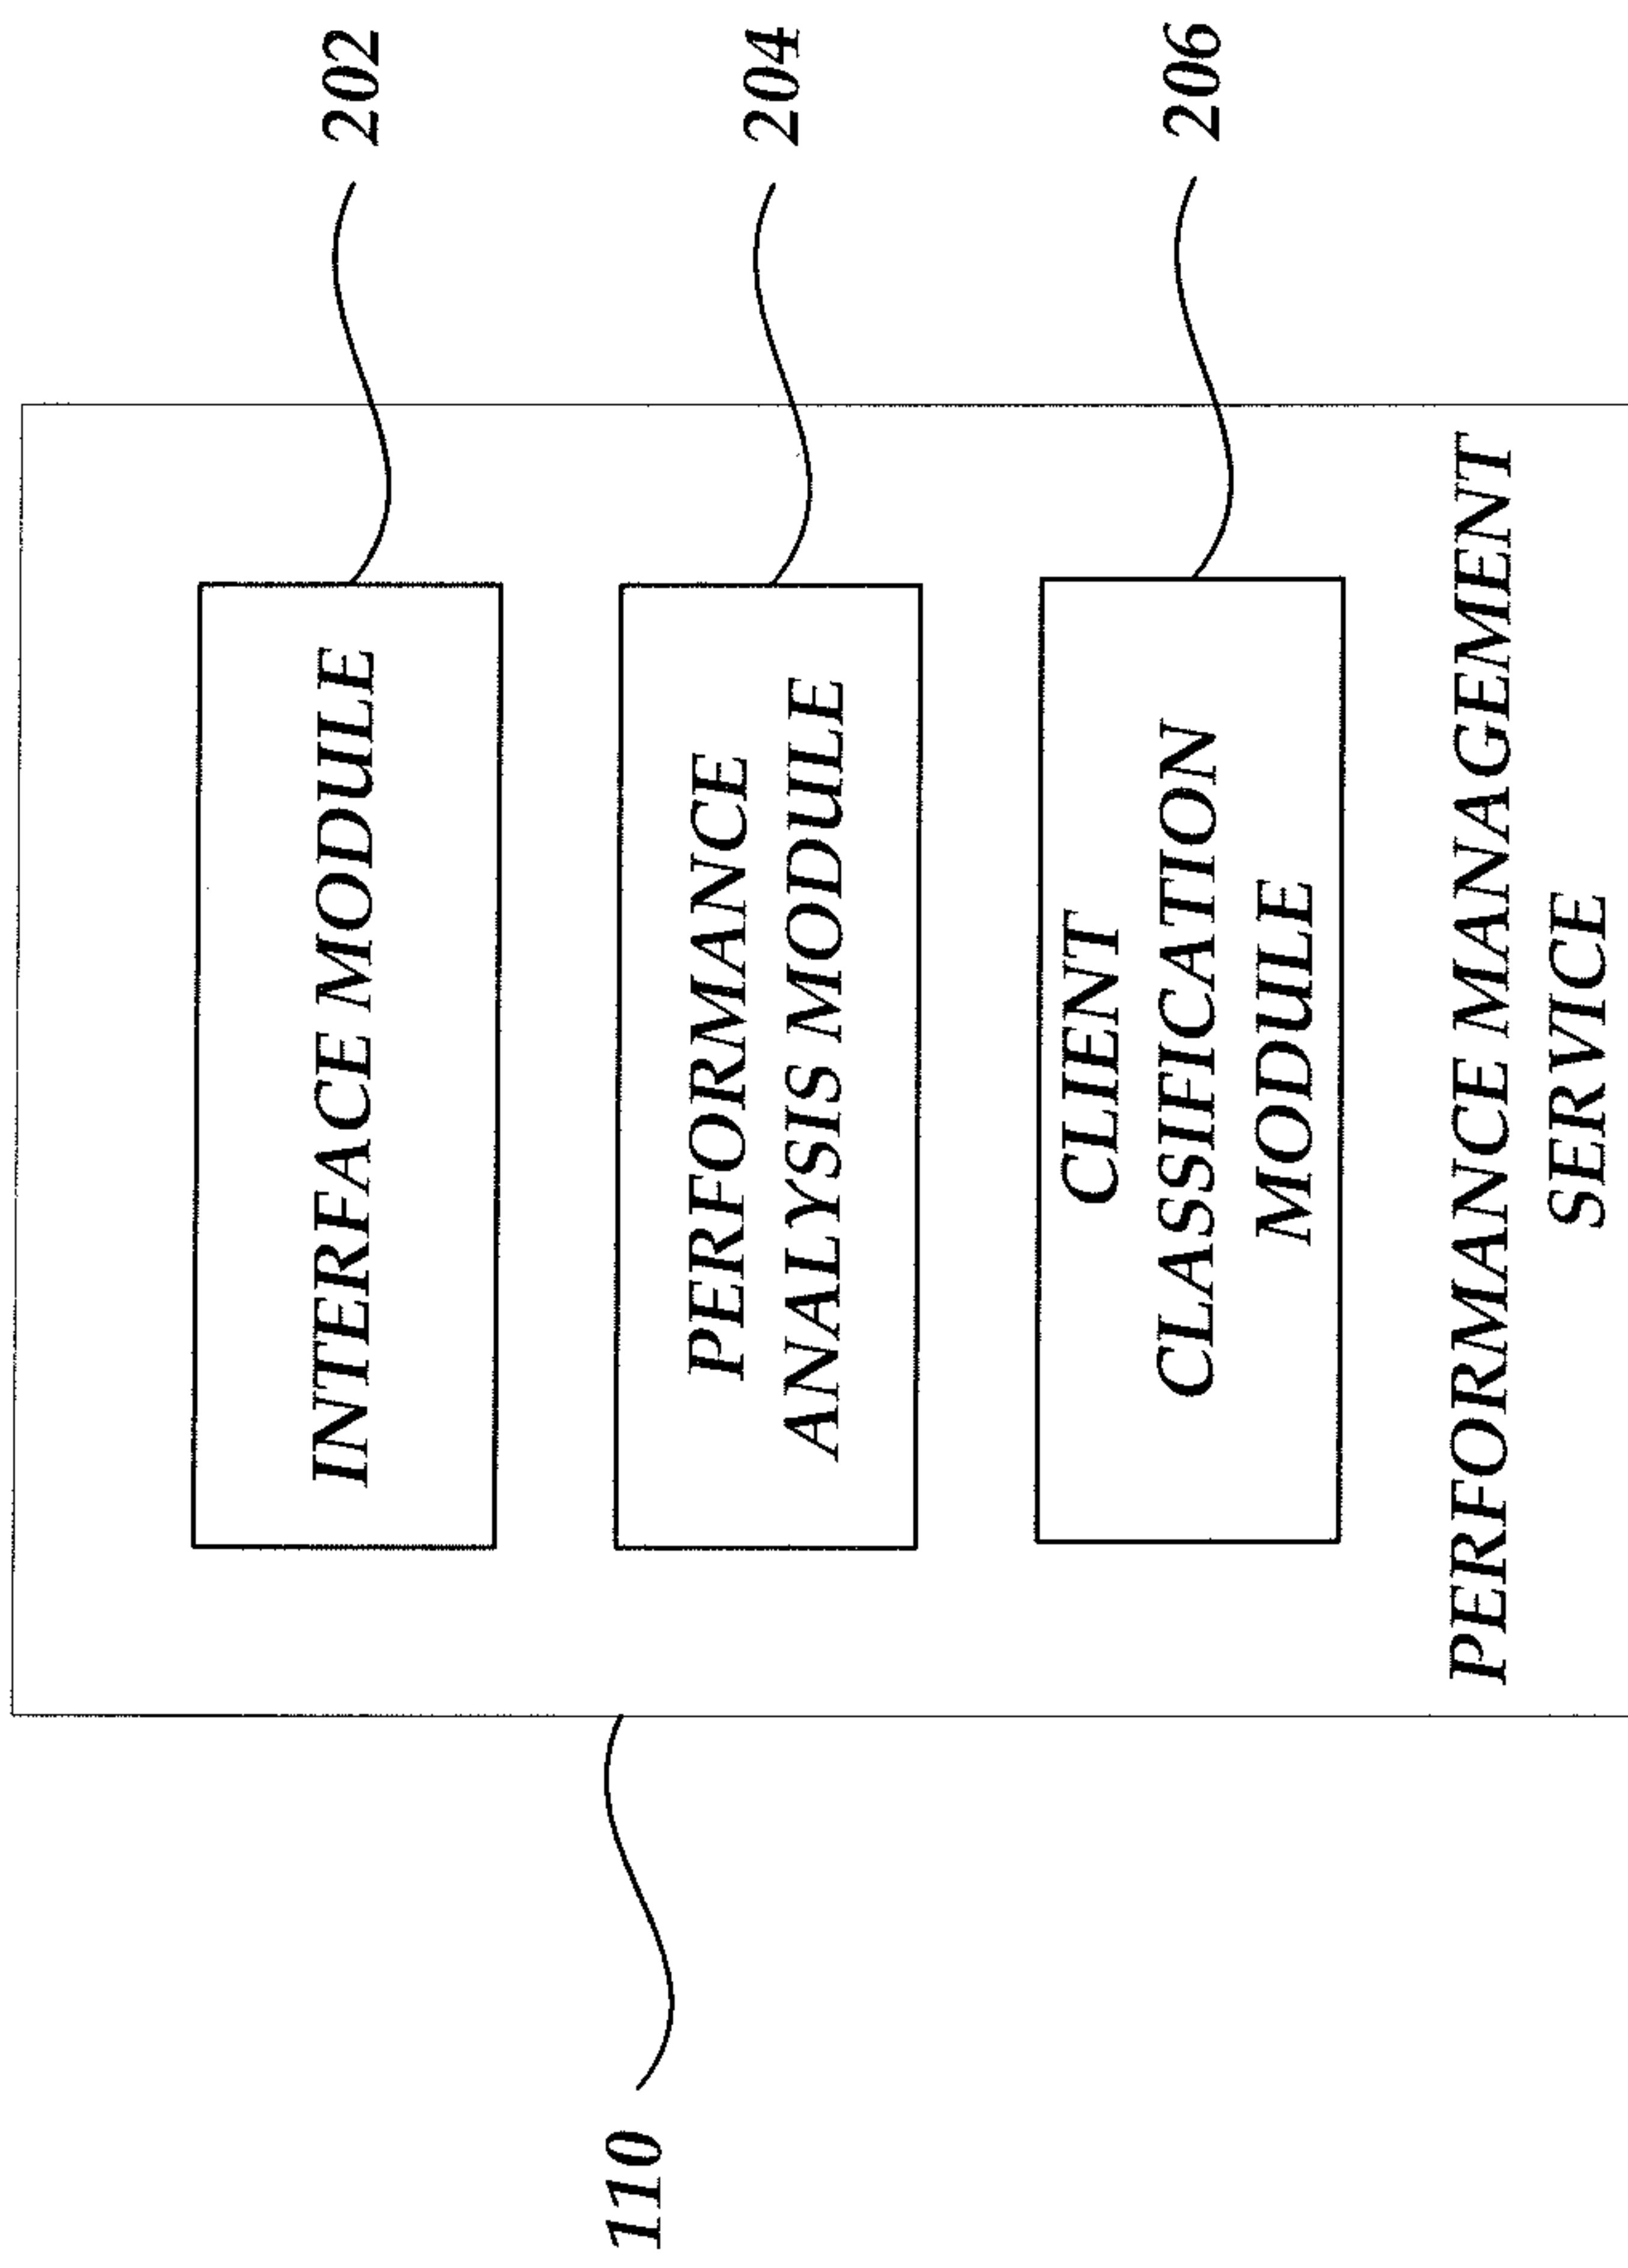 202
INTERFACE MODULE
110
204
PERFORMANCE
ANALYSIS MODULE
206
CLIENT
CLASSIFICATION
MODULE
PERFORMANCE MANAGEMENT
SERVICE